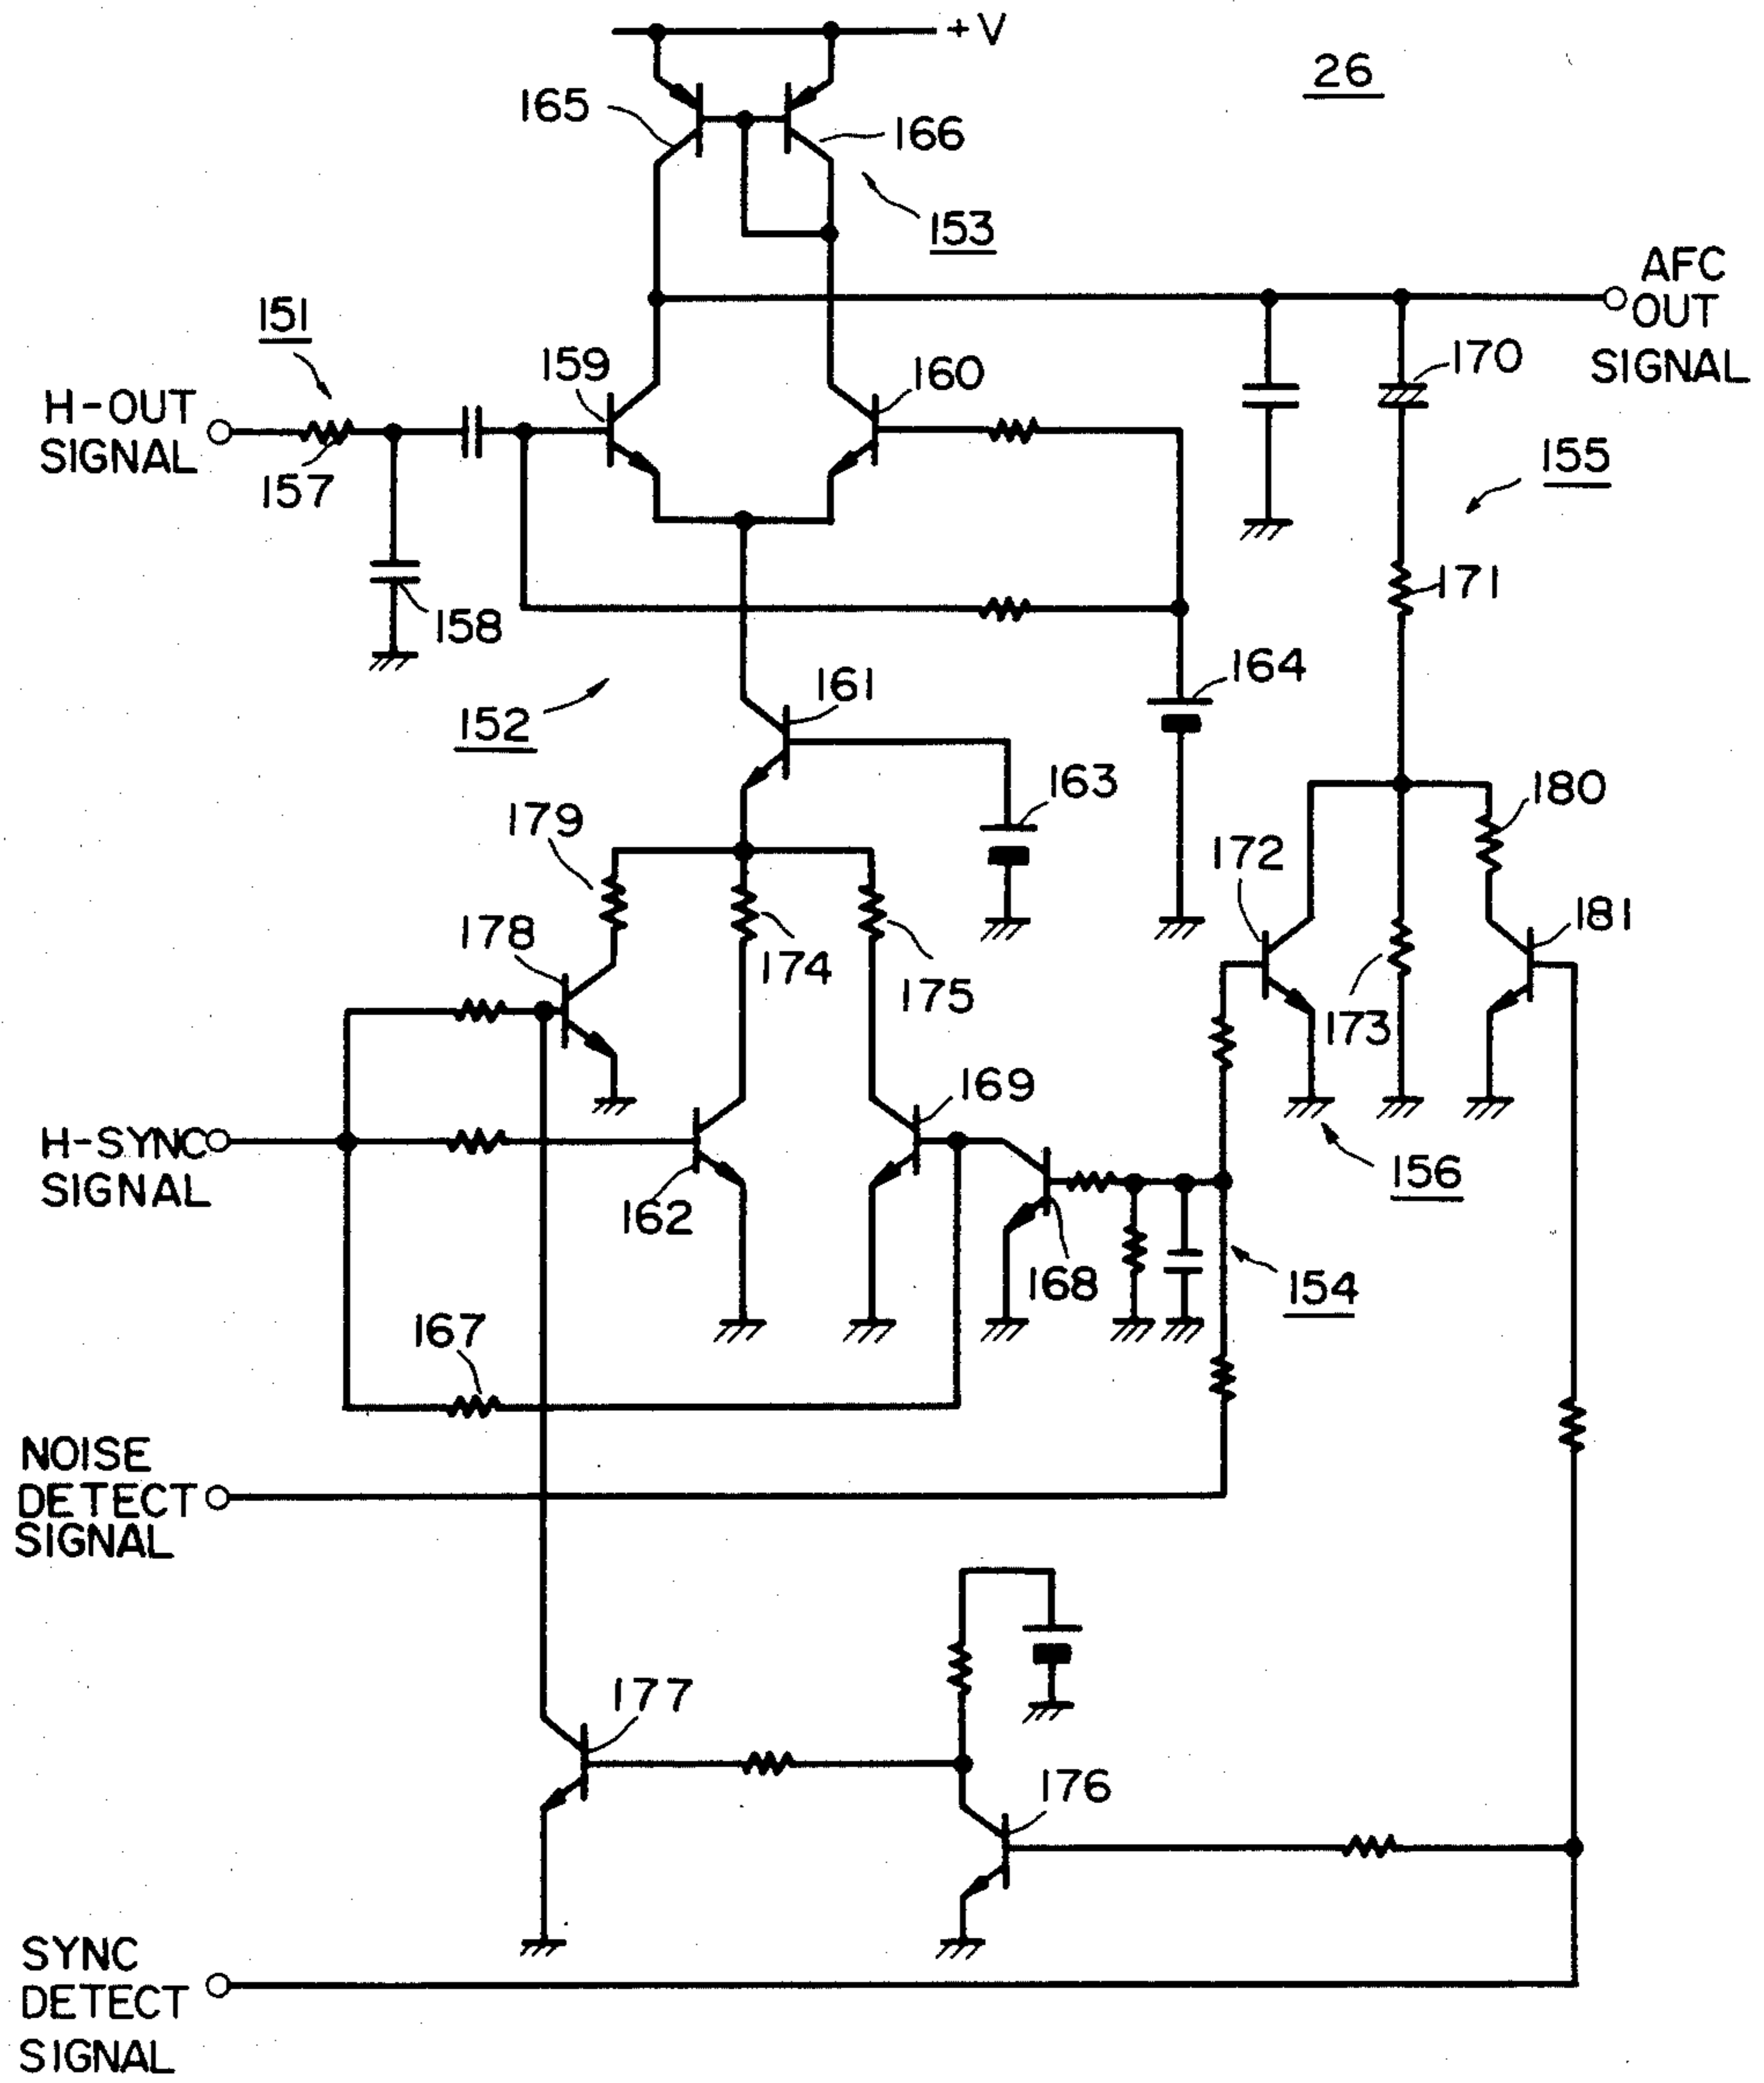 +V
26
165
166
153
AFC
OUT
SIGNAL
151
170
159
160
H-OUT
SIGNAL
157
155
171
158
164
161
152
163
180
179
172
181
178
174
175
173
169
H-SYNC
SIGNAL
156
162
168
154
167
NOISE
DETECT
SIGNAL
177
176
SYNC
DETECT
SIGNAL